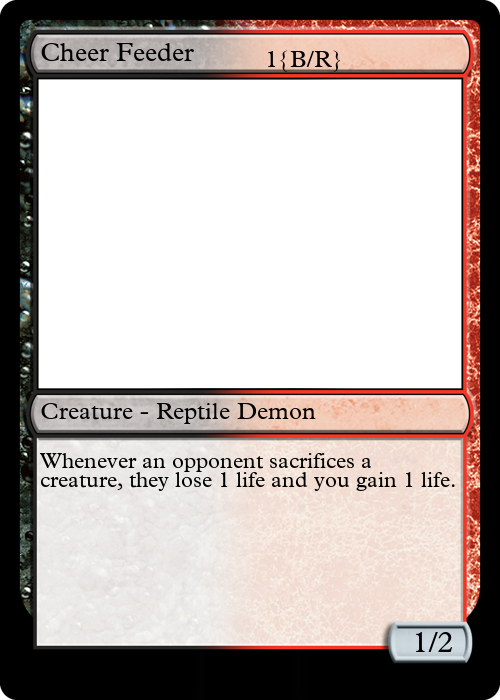 Cheer Feeder 1{B/R}
Creature - Reptile Demon
Whenever an opponent sacrifices a
creature, they lose 1 life and you gain 1 life.
1/2